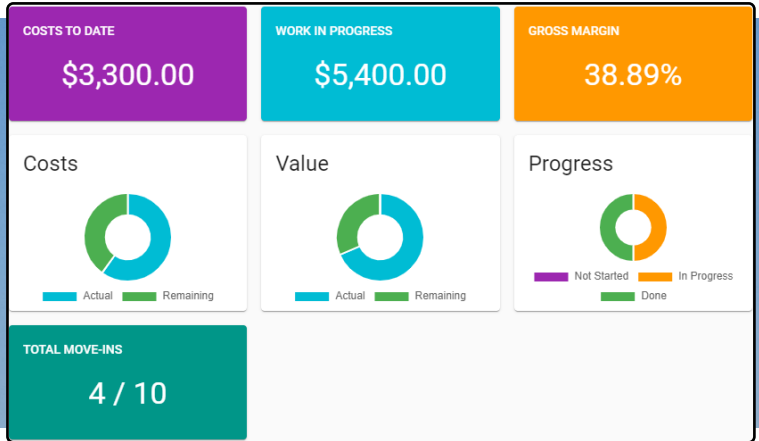 COSTS TO DATE
$3,300.00
WORK IN PROGRESS
$5,400.00
GROSS MARGIN
38.89%
Costs
Actual Remaining
Value
Actual Remaining
Progress
Not Started In Progress
Done
TOTAL MOVE-INS
4 / 10